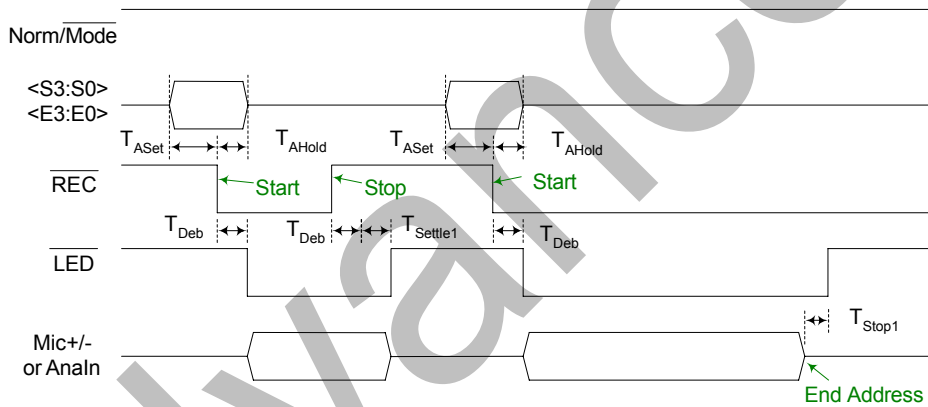 Norm/Mode
<S3:S0>
<E3:E0>
TASet TAHold TASet TAHold
REC
Start Stop Start
TDeb TDeb TSettle1 TDeb
LED
TStop1
Mic+/-
or AnaIn
End Address